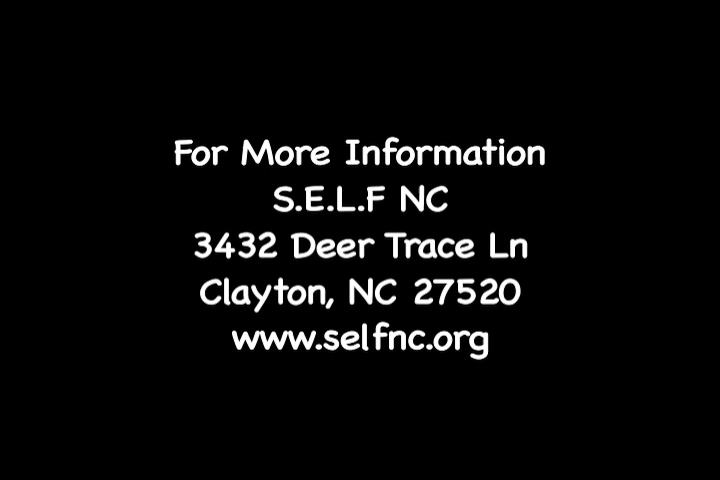 For More Information
S.E.L.F NC
3432 Deer Trace Ln
Clayton, NC 27520
www.selfnc.org